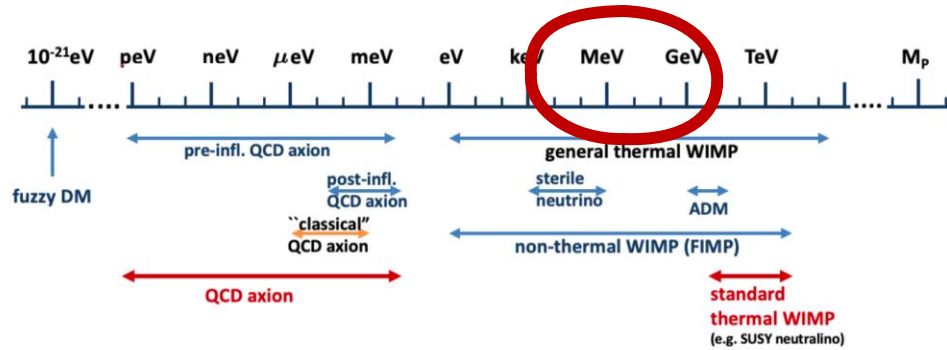 10⁻²¹eV peV neV μeV meV eV keV MeV GeV TeV Mₚ
pre-infl. QCD axion
general thermal WIMP
fuzzy DM
post-infl.
QCD axion
sterile
neutrino
ADM
``classical”
QCD axion
non-thermal WIMP (FIMP)
QCD axion
standard
thermal WIMP
(e.g. SUSY neutralino)